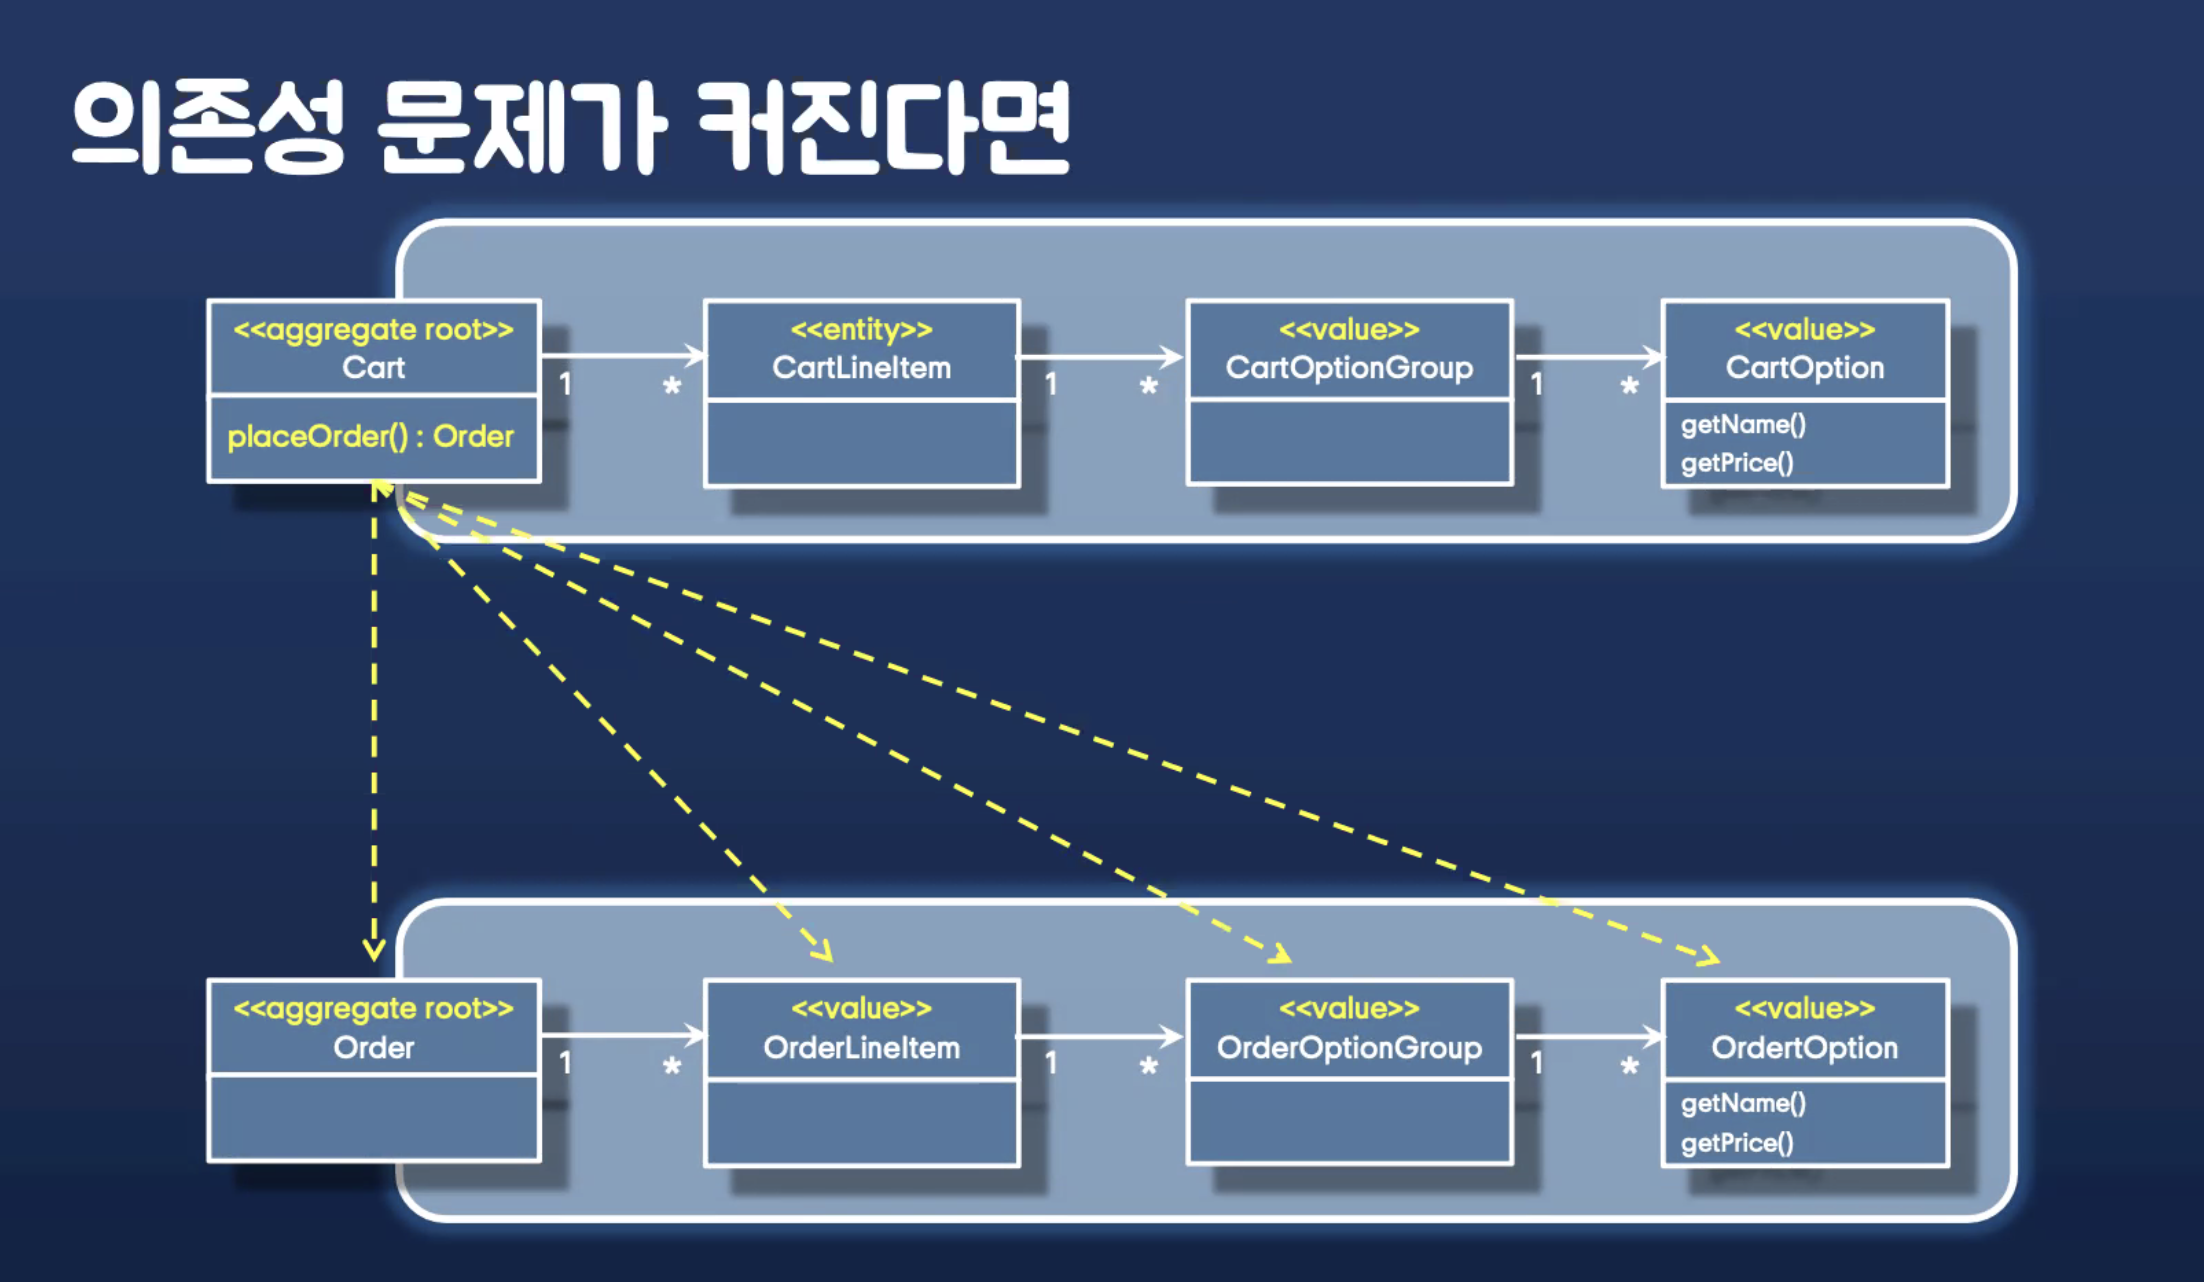 의존성 문제가 커진다면
<<aggregate root>>
Cart
placeOrder() : Order
1
*
<<entity>>
CartLineItem
1
*
<<value>>
CartOptionGroup
1
*
<<value>>
CartOption
getName()
getPrice()
<<aggregate root>>
Order
1
*
<<value>>
OrderLineItem
1
*
<<value>>
OrderOptionGroup
1
*
<<value>>
OrdertOption
getName()
getPrice()